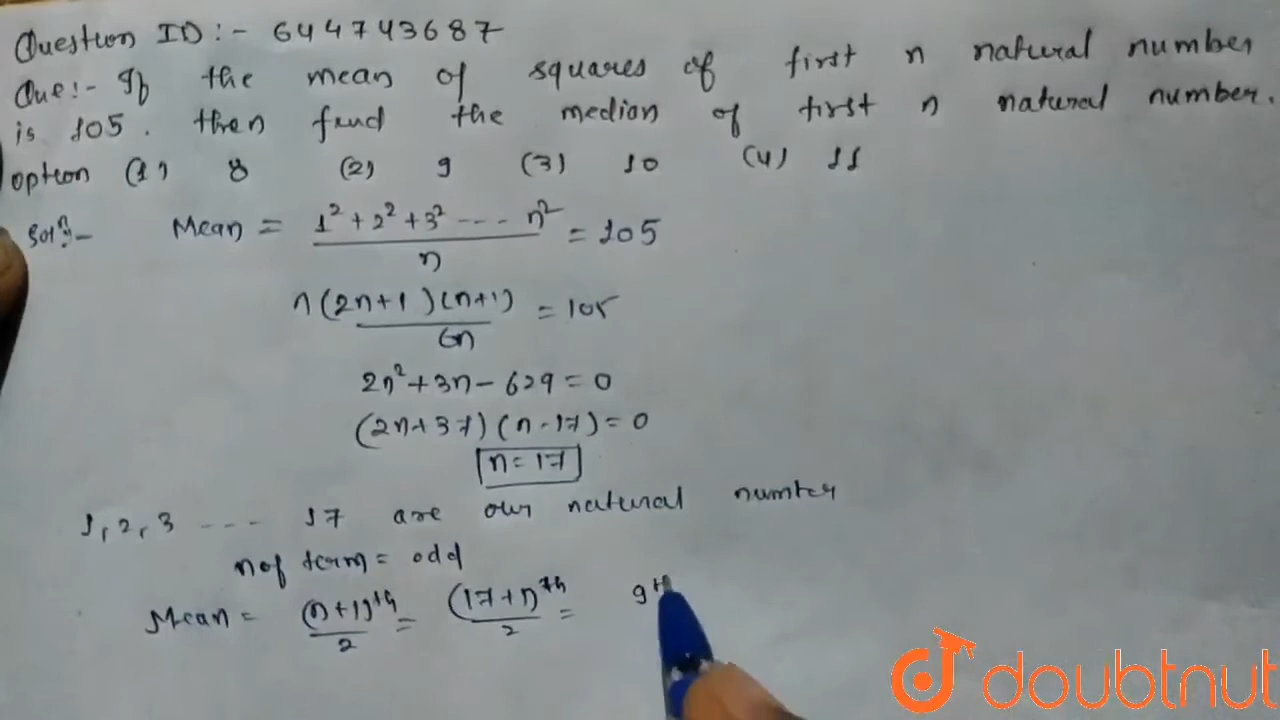 Question ID :- 644743687
Que:- If the mean of squares of first n natural number
is 105. then find the median of first n natural number.
option (1) 8 (2) 9 (3) 10 (4) 11
Solⁿ:- Mean = 1² + 2² + 3² --- n² / n = 105
n(2n+1)(n+1) / 6n = 105
2n² + 3n - 629 = 0
(2n+37)(n-17) = 0
n = 17
1, 2, 3 --- 17 are our natural number
n of term = odd
Mean = (n+1)th / 2 = (17+1)th / 2 = 9th
doubtnut